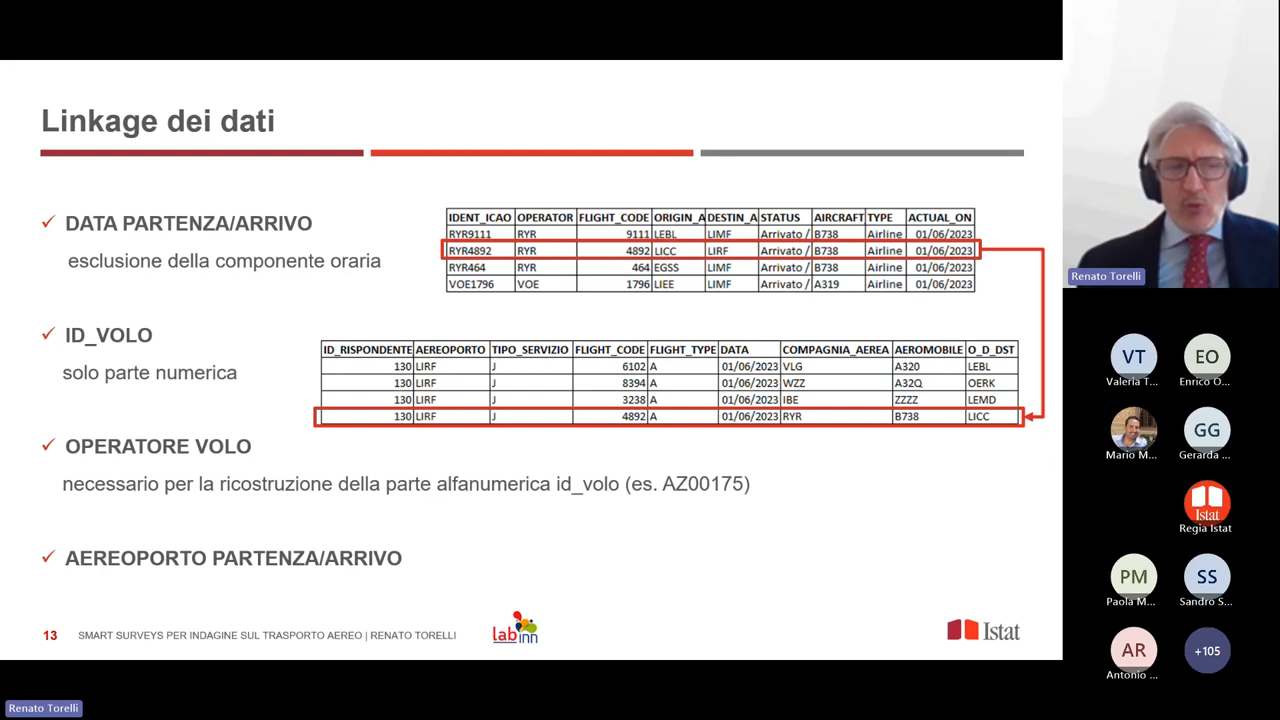 Linkage dei dati
DATA PARTENZA/ARRIVO
esclusione della componente oraria
IDENT_ICAO OPERATOR FLIGHT_CODE ORIGIN_A DESTIN_A STATUS AIRCRAFT TYPE ACTUAL_ON
RYR9111 RYR 9111 LEBL LIMF Arrivato / B738 Airline 01/06/2023
RYR4892 RYR 4892 LICC LIRF Arrivato / B738 Airline 01/06/2023
RYR464 RYR 464 EGSS LIMF Arrivato / B738 Airline 01/06/2023
VOE1796 VOE 1796 LIEE LIMF Arrivato / A319 Airline 01/06/2023
ID_VOLO
solo parte numerica
ID_RISPONDENTE AEREOPORTO TIPO_SERVIZIO FLIGHT_CODE FLIGHT_TYPE DATA COMPAGNIA_AEREA AEROMOBILE O_D_DST
130 LIRF J 6102 A 01/06/2023 VLG A320 LEBL
130 LIRF J 8394 A 01/06/2023 WZZ A32Q OERK
130 LIRF J 3238 A 01/06/2023 IBE ZZZZ LEMD
130 LIRF J 4892 A 01/06/2023 RYR B738 LICC
OPERATORE VOLO
necessario per la ricostruzione della parte alfanumerica id_volo (es. AZ00175)
AEREOPORTO PARTENZA/ARRIVO
13 SMART SURVEYS PER INDAGINE SUL TRASPORTO AEREO | RENATO TORELLI
lab inn
Istat
Renato Torelli
VT EO
Valeria T... Enrico O...
GG
Mario M... Gerarda ...
Istat
Regia Istat
PM SS
Paola M... Sandro S...
AR +105
Antonio ...
Renato Torelli